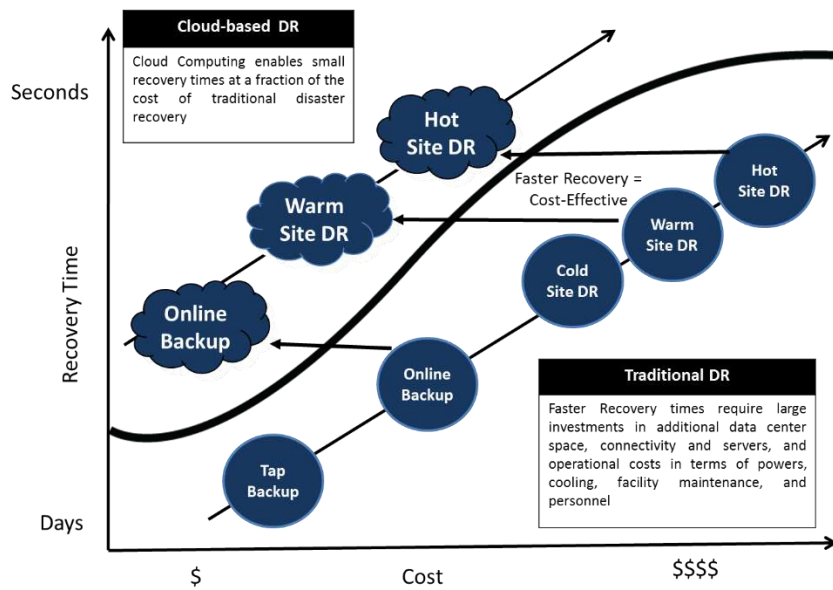 Cloud-based DR
Cloud Computing enables small
recovery times at a fraction of the
cost of traditional disaster
recovery
Seconds
Recovery Time
Days
Hot
Site DR
Warm
Site DR
Online
Backup
Faster Recovery =
Cost-Effective
Hot
Site DR
Warm
Site DR
Cold
Site DR
Online
Backup
Tap
Backup
Traditional DR
Faster Recovery times require large
investments in additional data center
space, connectivity and servers, and
operational costs in terms of powers,
cooling, facility maintenance, and
personnel
$
Cost
$$$$